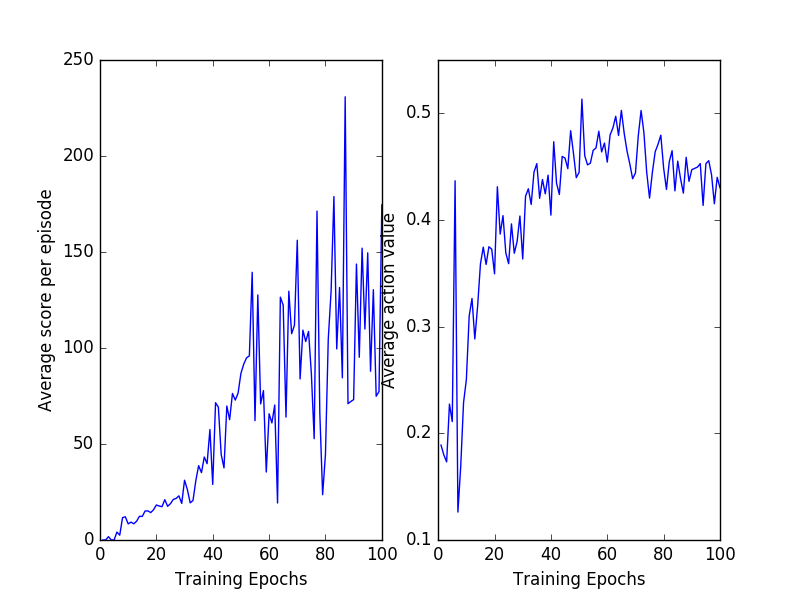 250
200
150
100
50
0
Average score per episode
0 20 40 60 80 100
Training Epochs
0.5
0.4
0.3
0.2
0.1
Average action value
0 20 40 60 80 100
Training Epochs